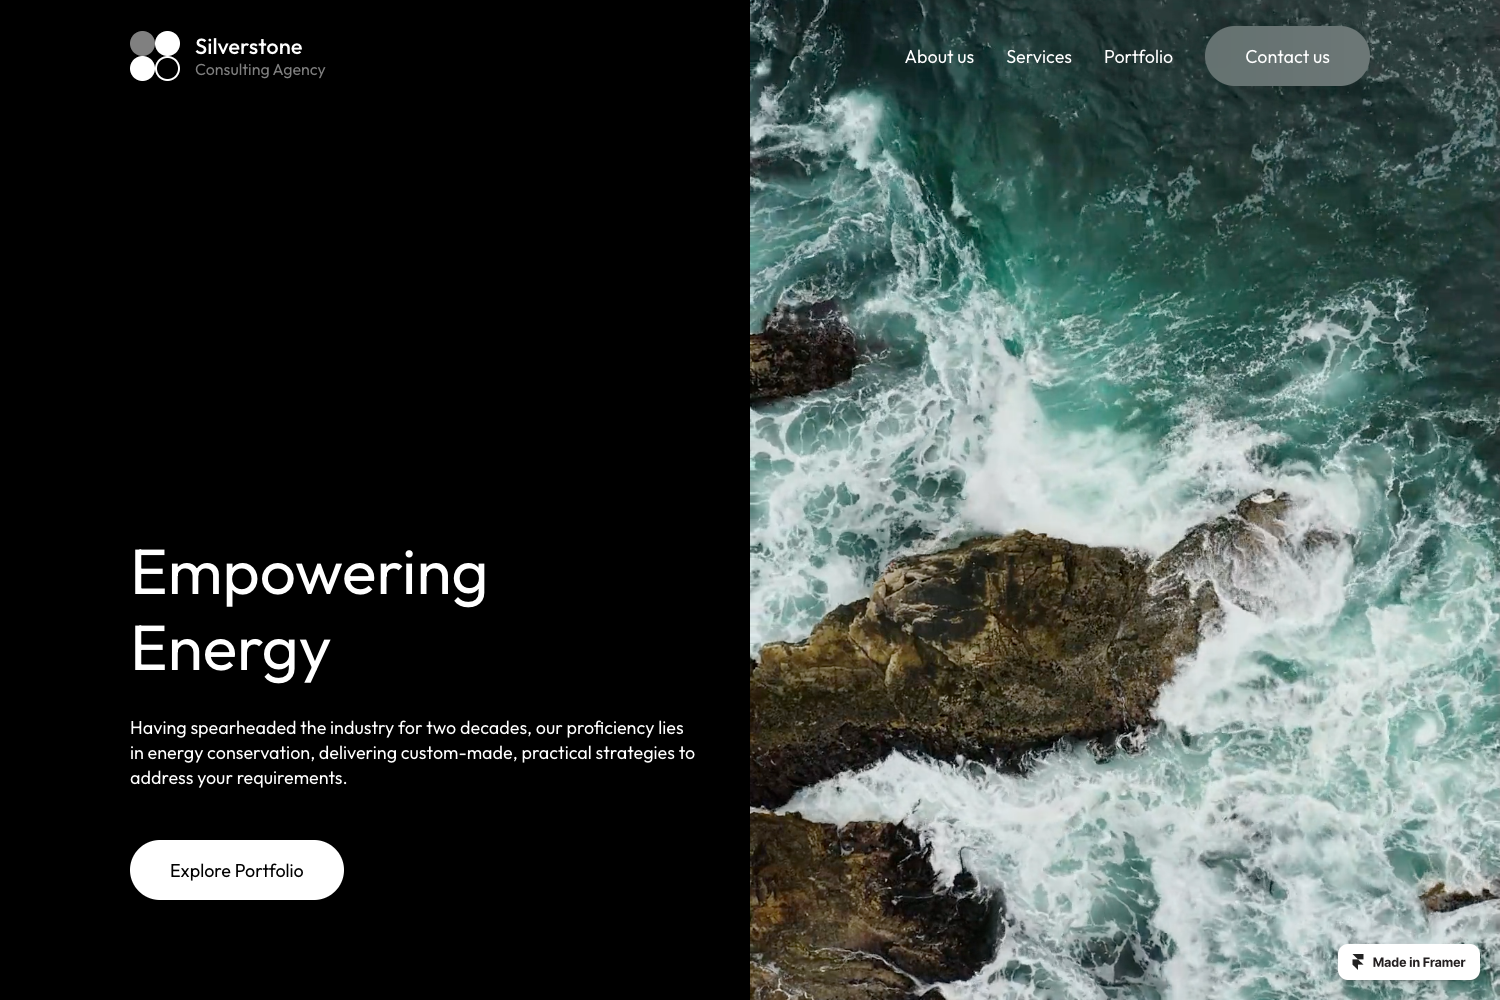 Silverstone
Consulting Agency
About us
Services
Portfolio
Contact us
Empowering
Energy
Having spearheaded the industry for two decades, our proficiency lies
in energy conservation, delivering custom-made, practical strategies to
address your requirements.
Explore Portfolio
Made in Framer